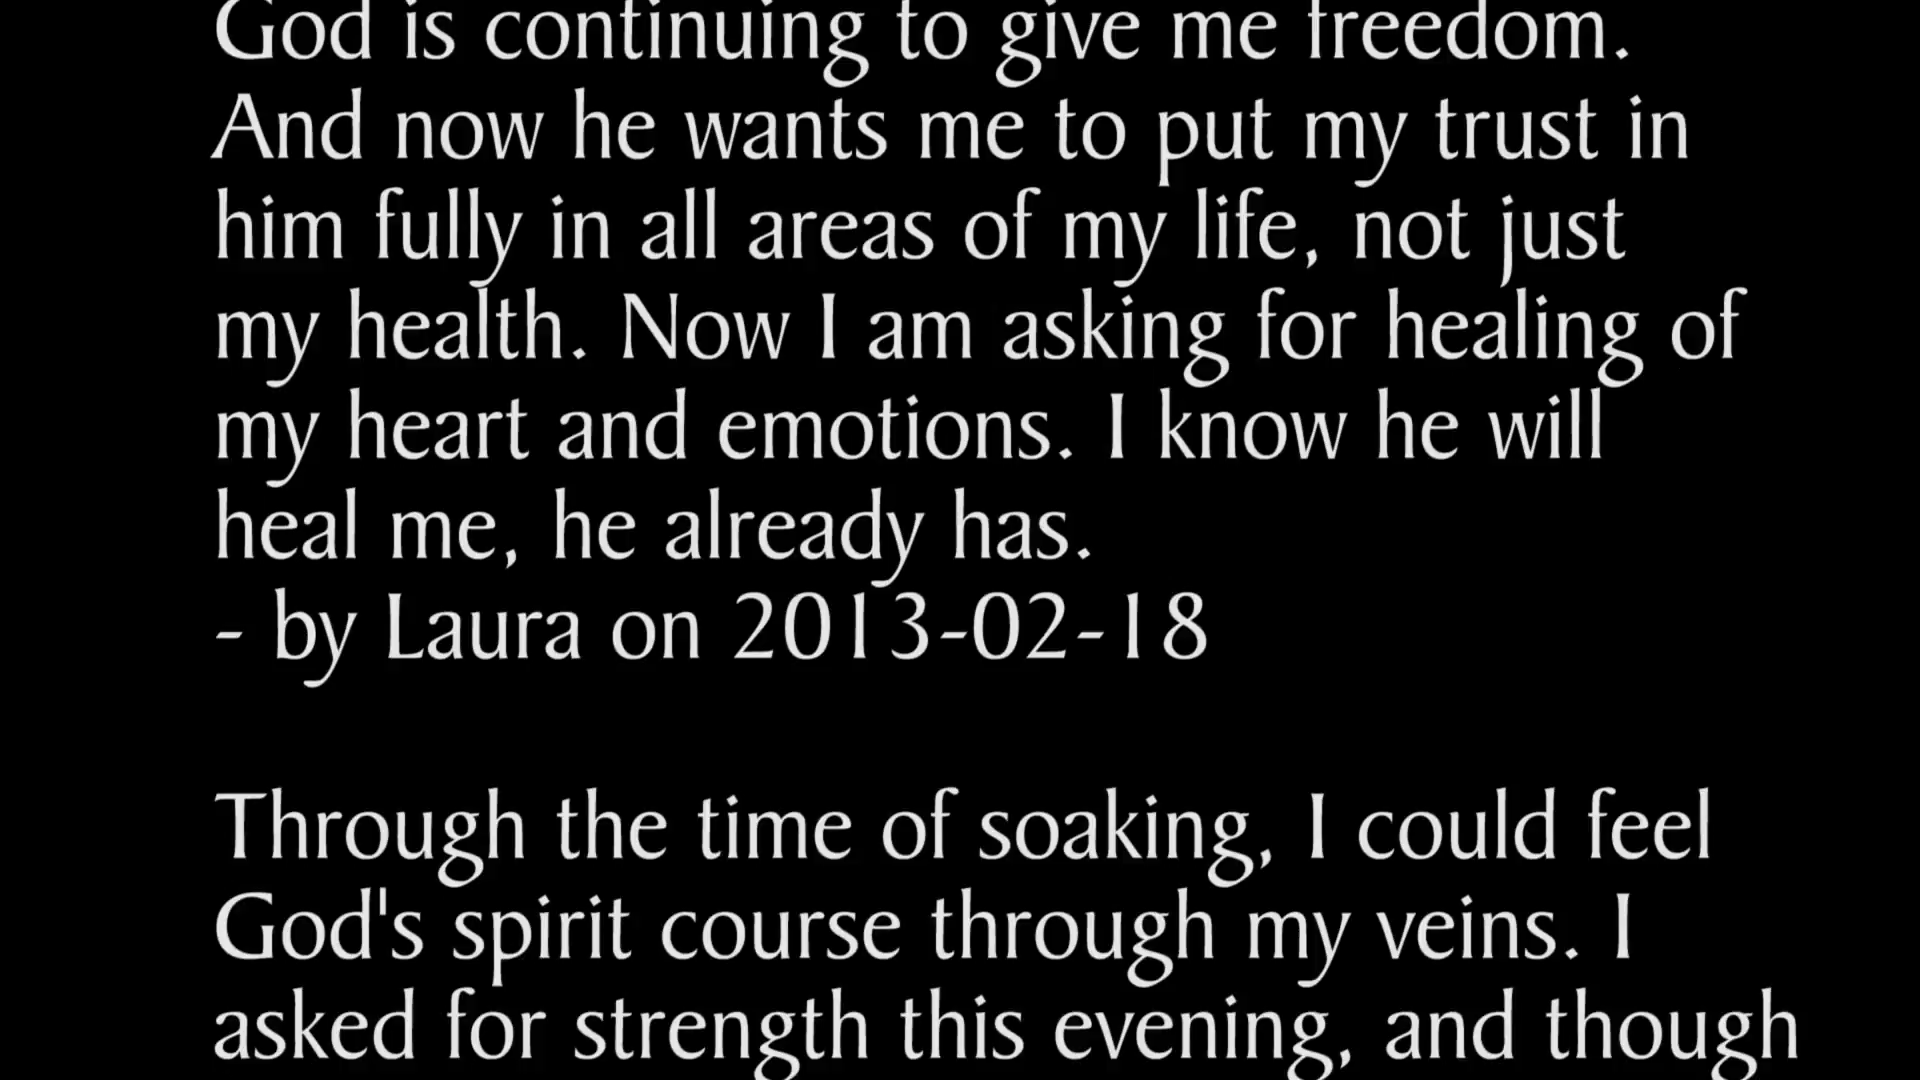 God is continuing to give me freedom.
And now he wants me to put my trust in
him fully in all areas of my life, not just
my health. Now I am asking for healing of
my heart and emotions. I know he will
heal me, he already has.
- by Laura on 2013-02-18
Through the time of soaking, I could feel
God's spirit course through my veins. I
asked for strength this evening, and though